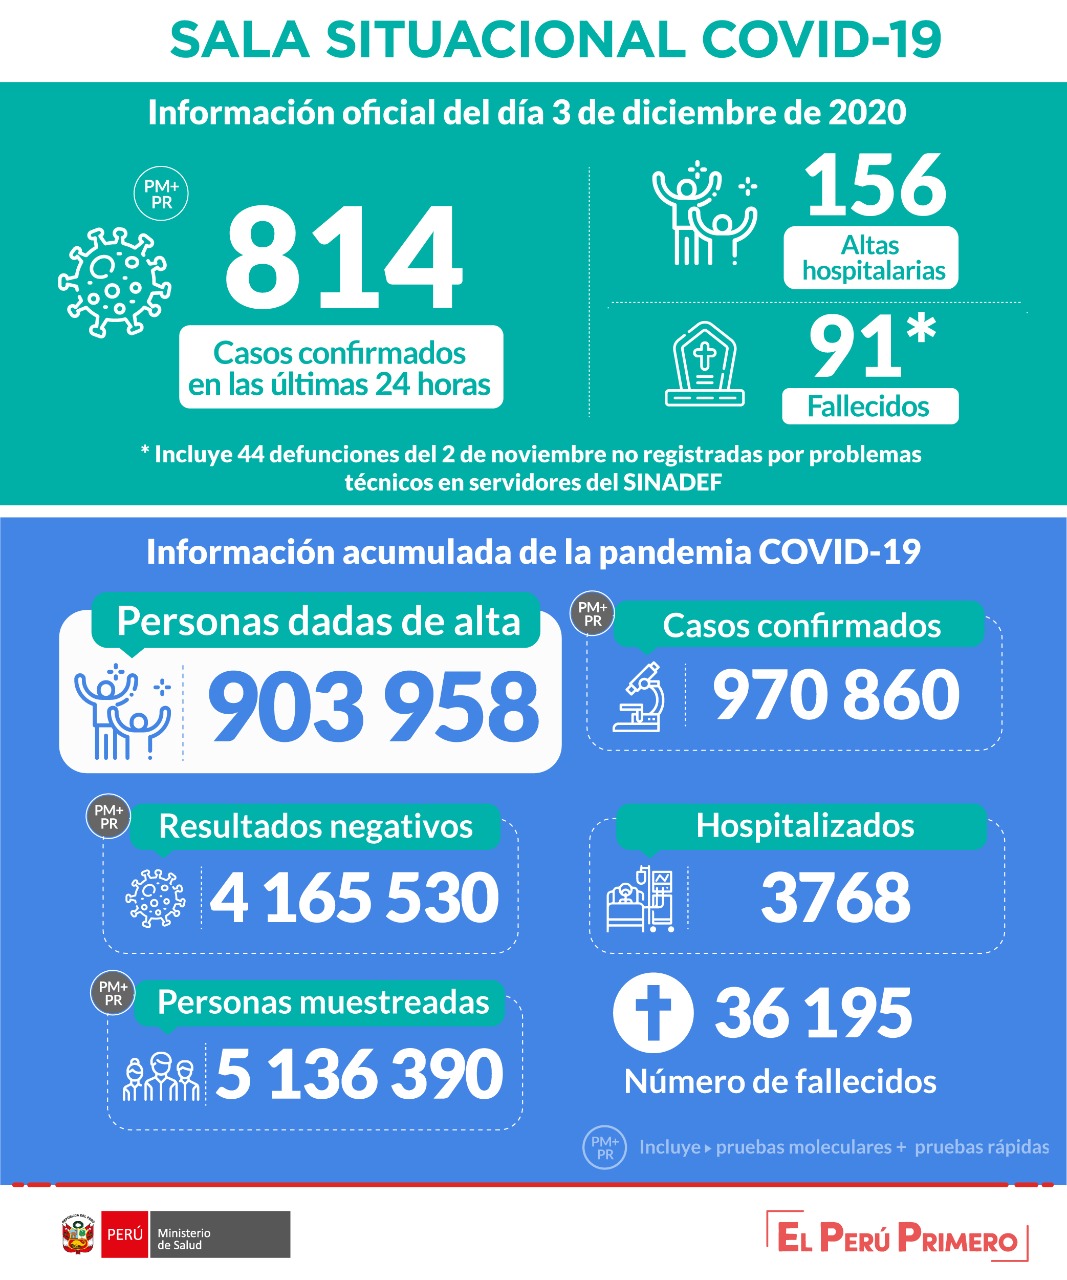 SALA SITUACIONAL COVID-19
Información oficial del día 3 de diciembre de 2020
PM+
PR
814
Casos confirmados
en las últimas 24 horas
156
Altas
hospitalarias
91*
Fallecidos
* Incluye 44 defunciones del 2 de noviembre no registradas por problemas
técnicos en servidores del SINADEF
Información acumulada de la pandemia COVID-19
Personas dadas de alta
903 958
PM+
PR
Casos confirmados
970 860
PM+
PR
Resultados negativos
4 165 530
Hospitalizados
3768
PM+
PR
Personas muestreadas
5 136 390
36 195
Número de fallecidos
PM+
PR
Incluye ▸ pruebas moleculares + pruebas rápidas
PERÚ
Ministerio
de Salud
EL PERÚ PRIMERO